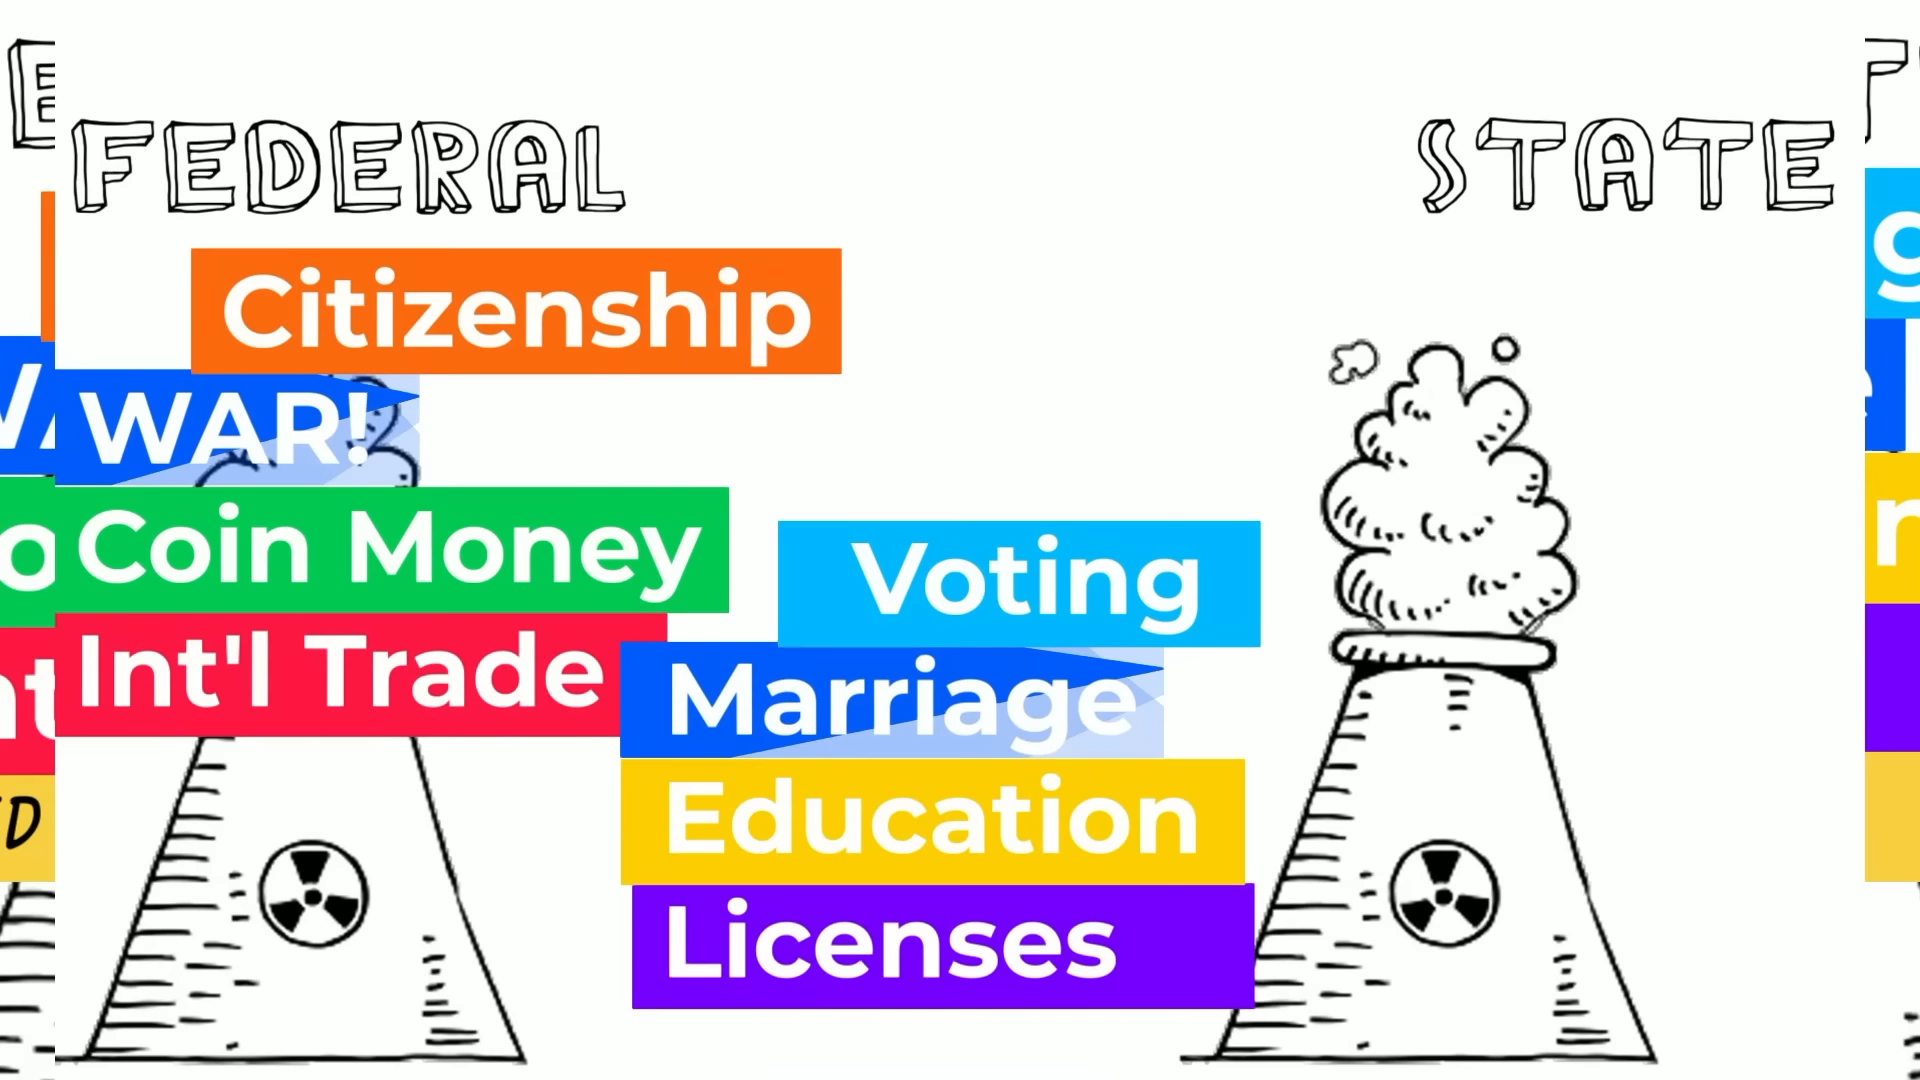 FEDERAL
STATE
Citizenship
WAR!
Coin Money
Int'l Trade
Voting
Marriage
Education
Licenses